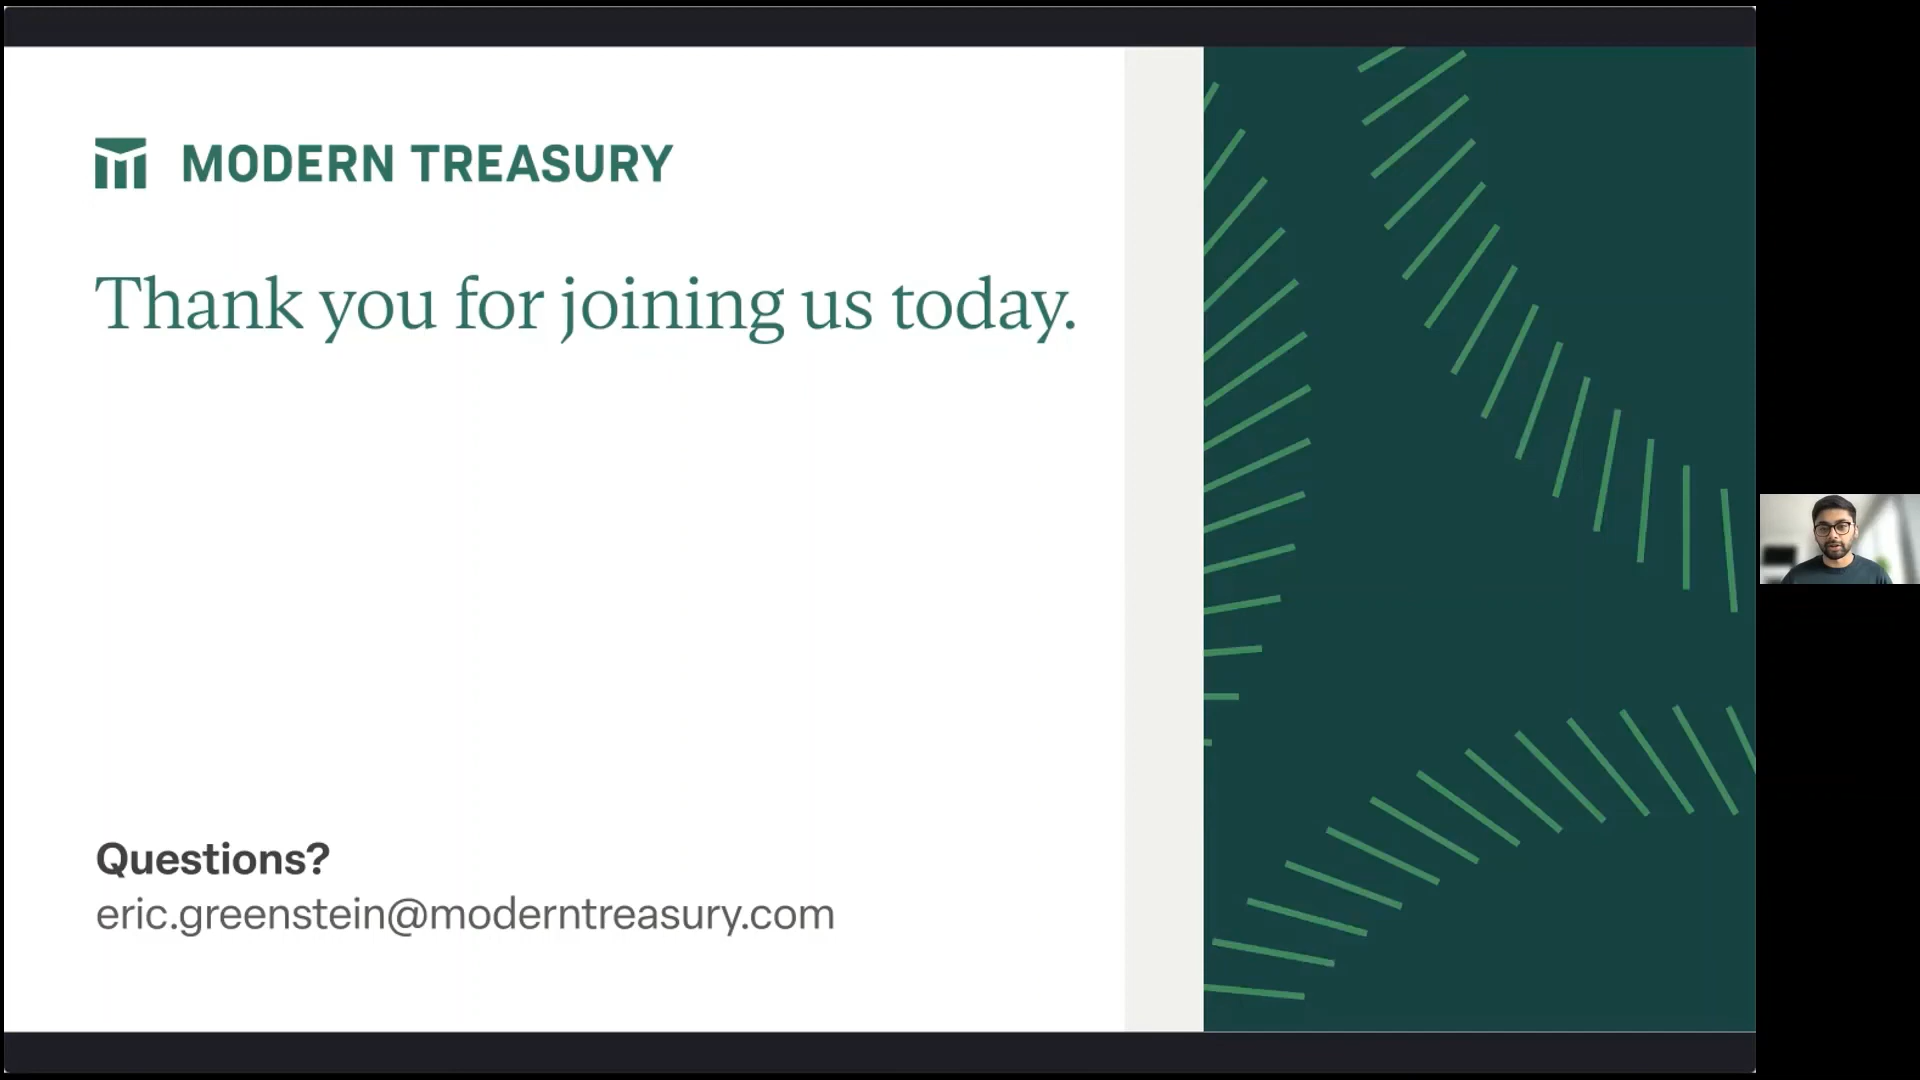 MODERN TREASURY
Thank you for joining us today.
Questions?
eric.greenstein@moderntreasury.com